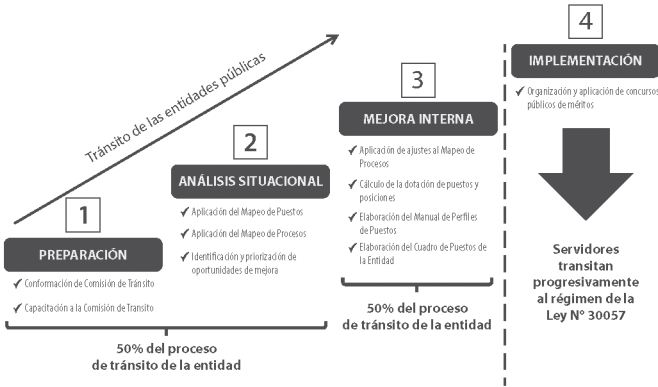 Tránsito de las entidades públicas
1
PREPARACIÓN
✔ Conformación de Comisión de Tránsito
✔ Capacitación a la Comisión de Transito
2
ANÁLISIS SITUACIONAL
✔ Aplicación del Mapeo de Puestos
✔ Aplicación del Mapeo de Procesos
✔ Identificación y priorización de
oportunidades de mejora
50% del proceso
de tránsito de la entidad
3
MEJORA INTERNA
✔ Aplicación de ajustes al Mapeo de
Procesos
✔ Cálculo de la dotación de puestos y
posiciones
✔ Elaboración del Manual de Perfiles
de Puestos
✔ Elaboración del Cuadro de Puestos de
la Entidad
50% del proceso
de tránsito de la entidad
4
IMPLEMENTACIÓN
✔ Organización y aplicación de concursos
públicos de méritos
Servidores
transitan
progresivamente
al régimen de la
Ley N° 30057